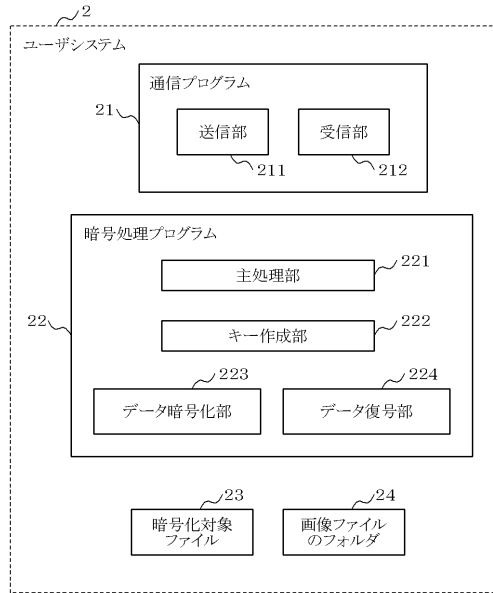 2
ユーザシステム
通信プログラム
21
送信部
受信部
211
212
暗号処理プログラム
221
主処理部
22
222
キー作成部
223
224
データ暗号化部
データ復号部
23
24
暗号化対象
ファイル
画像ファイル
のフォルダ